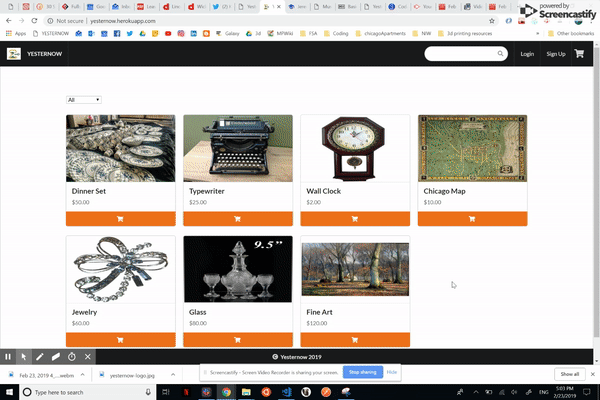 powered by
Screencastify
Not secure | yesternow.herokuapp.com
Apps YESTERNOW FSA Coding chicagoApartments NIW 3d printing resources Other bookmarks
YESTERNOW Login Sign Up
All
Dinner Set
$50.00
Typewriter
$25.00
Wall Clock
$2.00
Chicago Map
$10.00
9.5"
Jewelry
$60.00
Glass
$80.00
Fine Art
$120.00
Yesternow 2019
Screencastify - Screen Video Recorder is sharing your screen. Stop sharing Hide
Feb 23, 2019 4_....webm yesternow-logo.jpg Show all
Type here to search
ENG
5:03 PM
2/23/2019